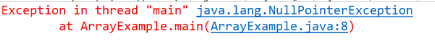 Exception in thread "main" java.lang.NullPointerException
at ArrayExample.main(ArrayExample.java:8)